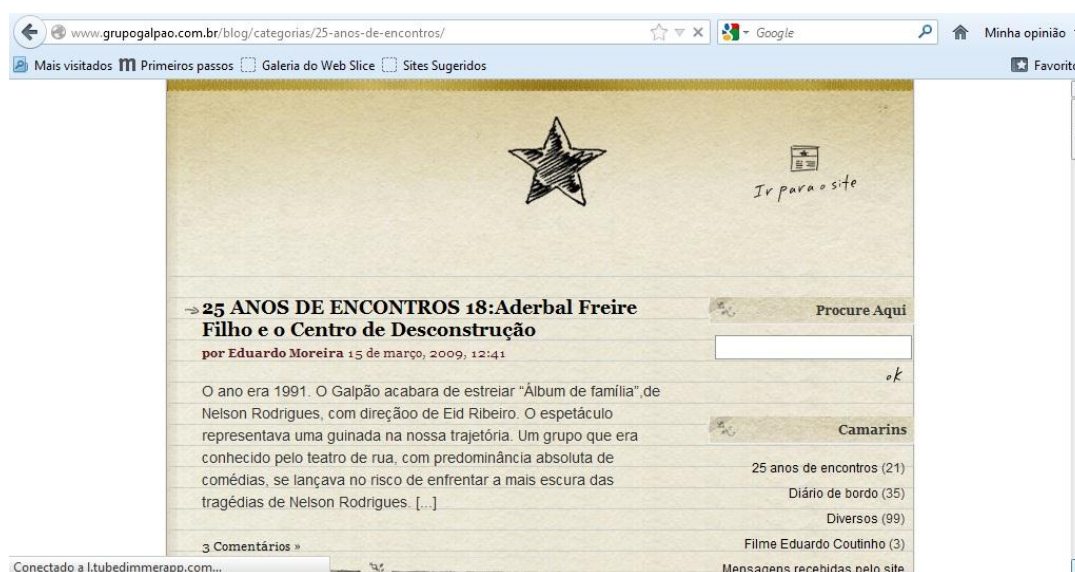 www.grupogalpao.com.br/blog/categorias/25-anos-de-encontros/
Google
Minha opinião
Mais visitados
Primeiros passos
Galeria do Web Slice
Sites Sugeridos
Favorito
Ir para o site
25 ANOS DE ENCONTROS 18:Aderbal Freire
Filho e o Centro de Desconstrução
por Eduardo Moreira 15 de março, 2009, 12:41
O ano era 1991. O Galpão acabara de estreiar “Álbum de família”,de
Nelson Rodrigues, com direçãoo de Eid Ribeiro. O espetáculo
representava uma guinada na nossa trajetória. Um grupo que era
conhecido pelo teatro de rua, com predominância absoluta de
comédias, se lançava no risco de enfrentar a mais escura das
tragédias de Nelson Rodrigues. [...]
3 Comentários »
Procure Aqui
ok
Camarins
25 anos de encontros (21)
Diário de bordo (35)
Diversos (99)
Filme Eduardo Coutinho (3)
Mensagens recebidas pelo site
Conectado a l.tubedimmerapp.com...